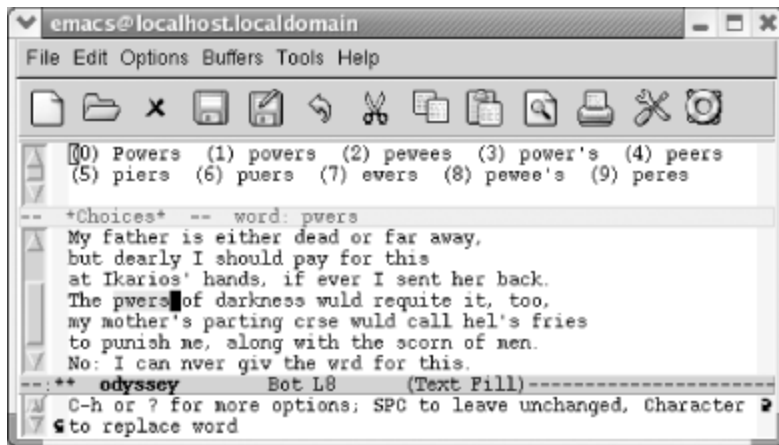 emacs@localhost.localdomain
File Edit Options Buffers Tools Help
(0) Powers (1) powers (2) pewees (3) power's (4) peers
(5) piers (6) puers (7) ewers (8) pewee's (9) peres
-- *Choices* -- word: pwers
My father is either dead or far away,
but dearly I should pay for this
at Ikarios' hands, if ever I sent her back.
The pwers of darkness wuld requite it, too,
my mother's parting crse wuld call hel's fries
to punish me, along with the scorn of men.
No: I can nver giv the wrd for this.
--:** odyssey Bot L8 (Text Fill)-----------------------
C-h or ? for more options; SPC to leave unchanged, Character
to replace word